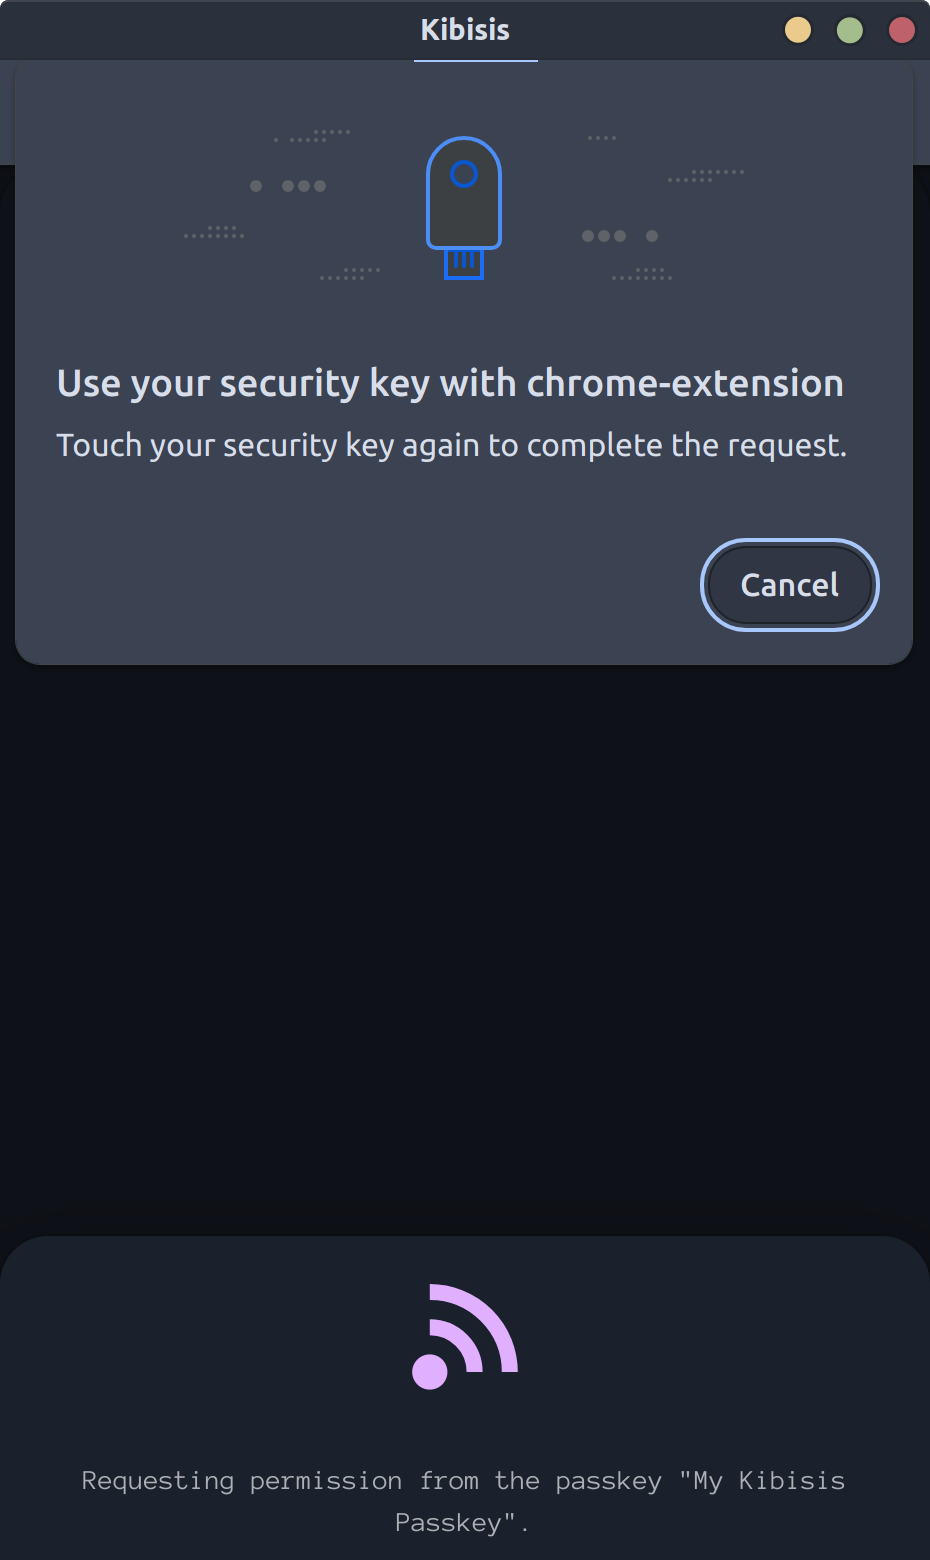 Kibisis
Use your security key with chrome-extension
Touch your security key again to complete the request.
Cancel
Requesting permission from the passkey "My Kibisis
Passkey".